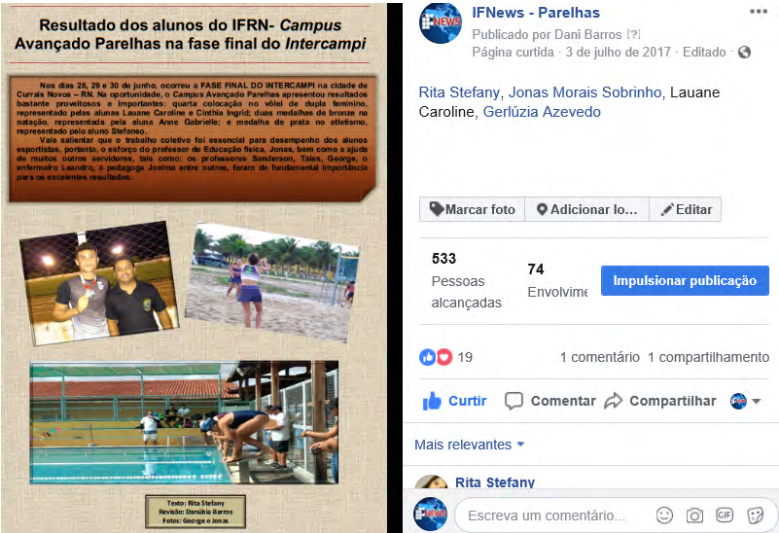 Resultado dos alunos do IFRN- Campus
Avançado Parelhas na fase final do Intercampi
Nos dias 28, 29 e 30 de junho, ocorreu a FASE FINAL DO INTERCAMPI na cidade de
Currais Novos – RN. Na oportunidade, o Campus Avançado Parelhas apresentou resultados
bastante proveitosos e importantes: quarta colocação no vôlei de dupla feminino,
representado pelas alunas Lauane Caroline e Cinthia Ingrid; duas medalhas de bronze na
natação, representada pela aluna Anne Gabrielle; e medalha de prata no atletismo,
representado pelo aluno Stefaneo.
Vale salientar que o trabalho coletivo foi essencial para desempenho dos alunos
esportistas, portanto, o esforço do professor de Educação física, Jonas, bem como a ajuda
de muitos outros servidores, tais como: os professores Sanderson, Tales, George, o
enfermeiro Leandro, a pedagoga Joelma entre outros, foram de fundamental importância
para os excelentes resultados.
Texto: Rita Stefany
Revisão: Danúbia Barros
Fotos: George e Jonas
IFNEWS
IFNews - Parelhas
Publicado por Dani Barros [?]
Página curtida · 3 de julho de 2017 · Editado ·
Rita Stefany, Jonas Morais Sobrinho, Lauane
Caroline, Gerlúzia Azevedo
Marcar foto
Adicionar lo...
Editar
533
Pessoas
alcançadas
74
Envolvime
Impulsionar publicação
19
1 comentário 1 compartilhamento
Curtir
Comentar
Compartilhar
Mais relevantes
Rita Stefany
IFNEWS
Escreva um comentário...
GIF